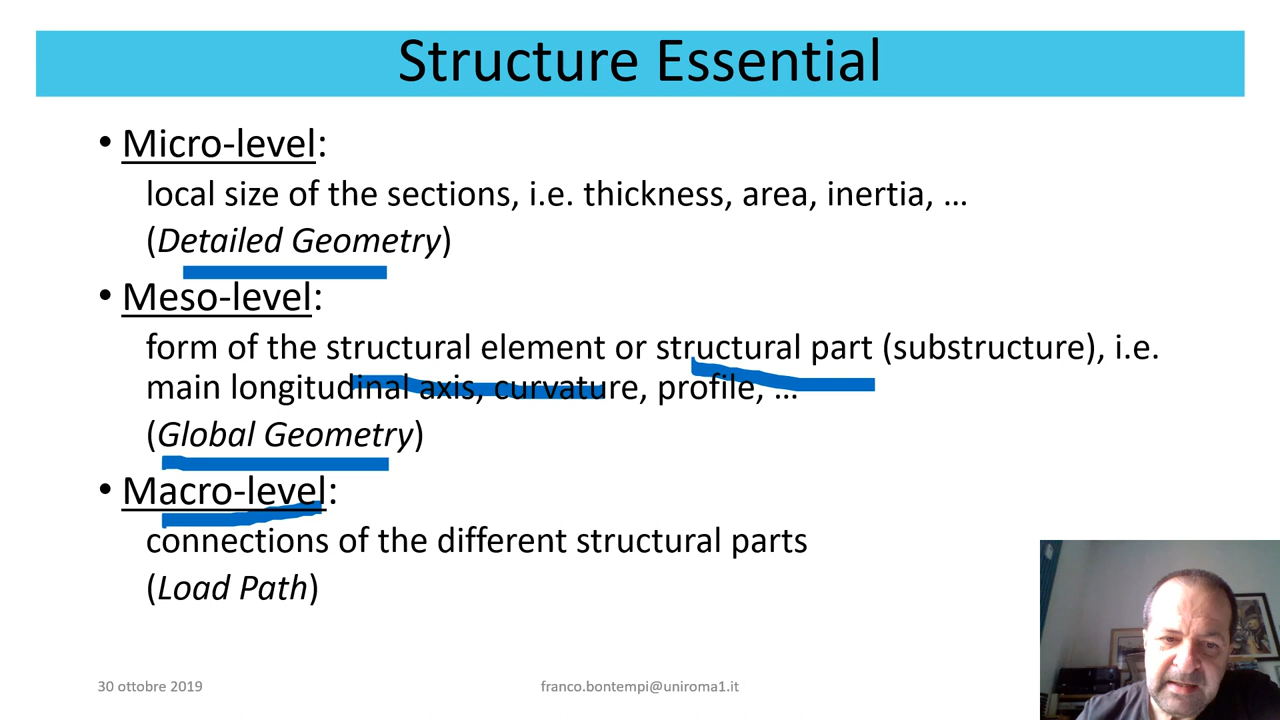 Structure Essential
• Micro-level:
local size of the sections, i.e. thickness, area, inertia, …
(Detailed Geometry)
• Meso-level:
form of the structural element or structural part (substructure), i.e.
main longitudinal axis, curvature, profile, …
(Global Geometry)
• Macro-level:
connections of the different structural parts
(Load Path)
30 ottobre 2019
franco.bontempi@uniroma1.it